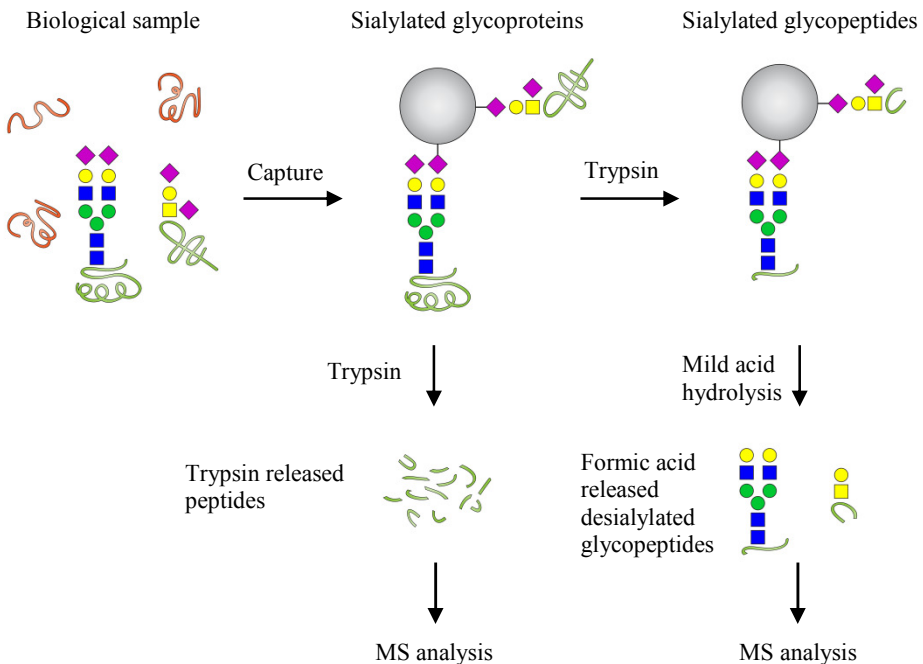 Biological sample
Sialylated glycoproteins
Sialylated glycopeptides
Capture
Trypsin
Trypsin
Mild acid
hydrolysis
Trypsin released
peptides
Formic acid
released
desialylated
glycopeptides
MS analysis
MS analysis